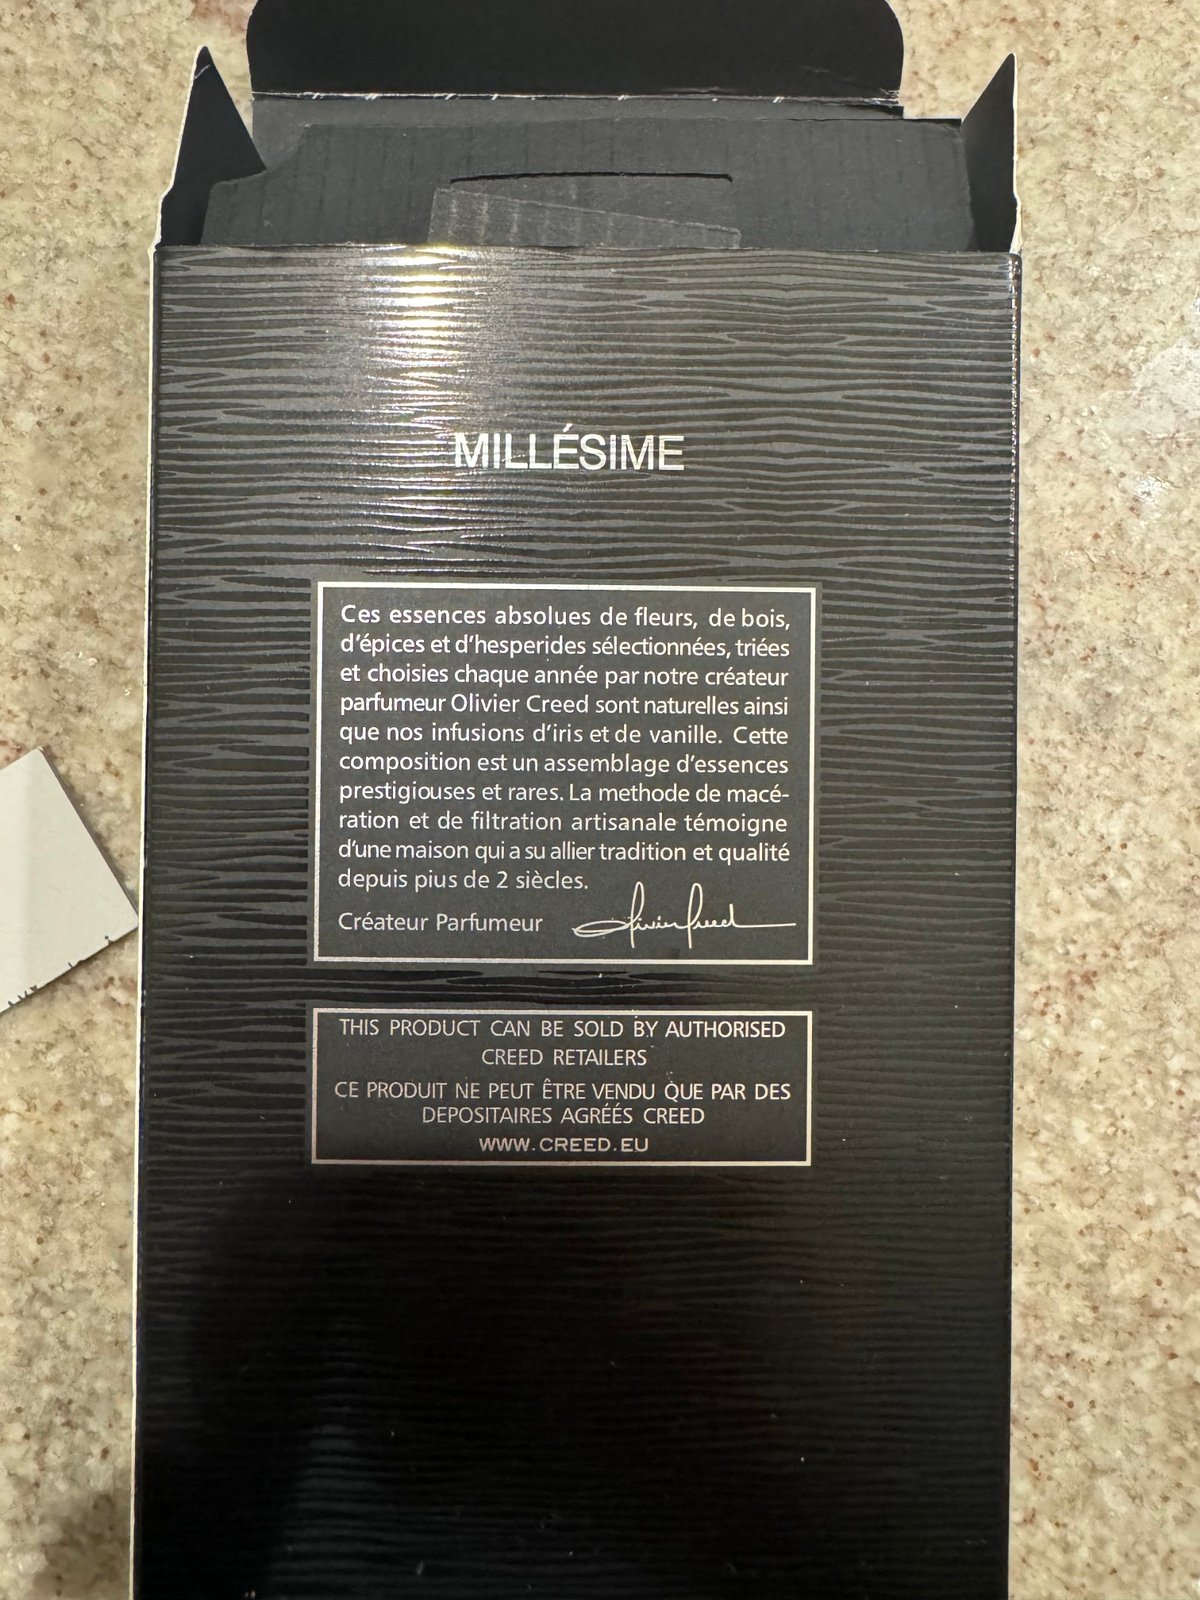 MILLÉSIME
Ces essences absolues de fleurs, de bois,
d'épices et d'hesperides sélectionnées, triées
et choisies chaque année par notre créateur
parfumeur Olivier Creed sont naturelles ainsi
que nos infusions d'iris et de vanille. Cette
composition est un assemblage d'essences
prestigiouses et rares. La methode de macé-
ration et de filtration artisanale témoigne
d'une maison qui a su allier tradition et qualité
depuis pius de 2 siècles.
Créateur Parfumeur Olivier Creed
THIS PRODUCT CAN BE SOLD BY AUTHORISED
CREED RETAILERS
CE PRODUIT NE PEUT ÊTRE VENDU QUE PAR DES
DEPOSITAIRES AGRÉÉS CREED
WWW.CREED.EU